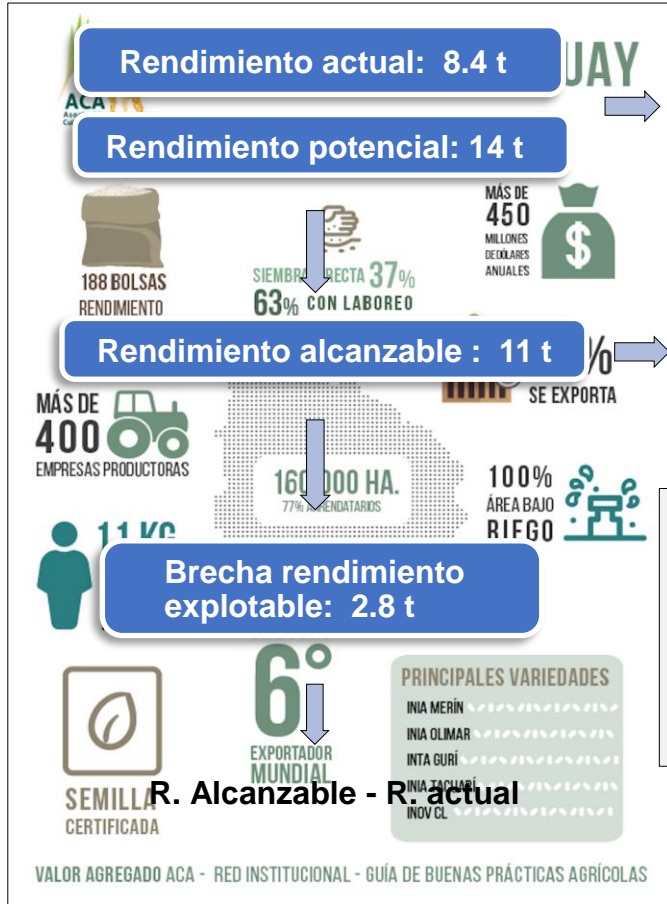 Rendimiento actual: 8.4 t
UAY
ACA
Rendimiento potencial: 14 t
188 BOLSAS
RENDIMIENTO
37%
63% CON LABOREO
MÁS DE
450
MILLONES
DE DÓLARES
ANUALES
$
Rendimiento alcanzable : 11 t
%
SE EXPORTA
MÁS DE
400
EMPRESAS PRODUCTORAS
HA.
77%
100%
ÁREA BAJO
RIEGO
Brecha rendimiento
explotable: 2.8 t
6°
EXPORTADOR
MUNDIAL
SEMILLA
CERTIFICADA
R. Alcanzable - R. actual
PRINCIPALES VARIEDADES
INIA MERÍN
INIA OLIMAR
INTA GURÍ
INIA TACUARÍ
INOV CL
VALOR AGREGADO ACA - RED INSTITUCIONAL - GUÍA DE BUENAS PRÁCTICAS AGRÍCOLAS